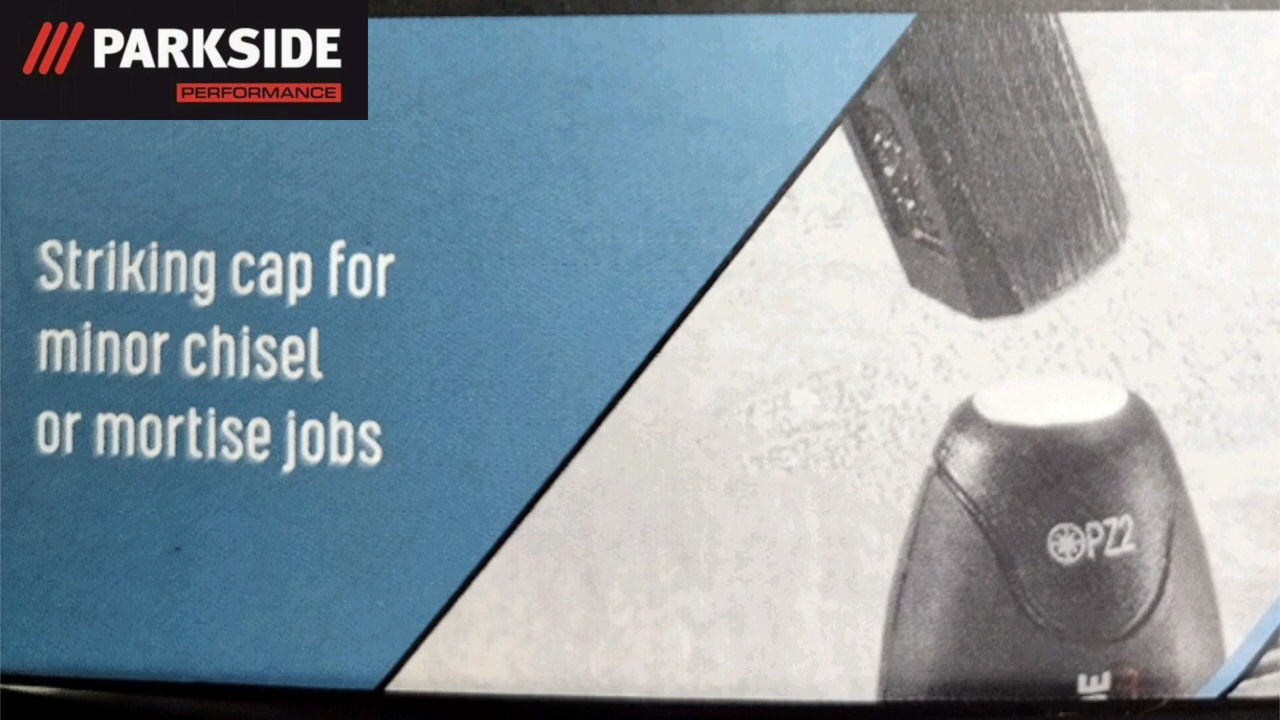 PARKSIDE
PERFORMANCE
Striking cap for
minor chisel
or mortise jobs
PZ2